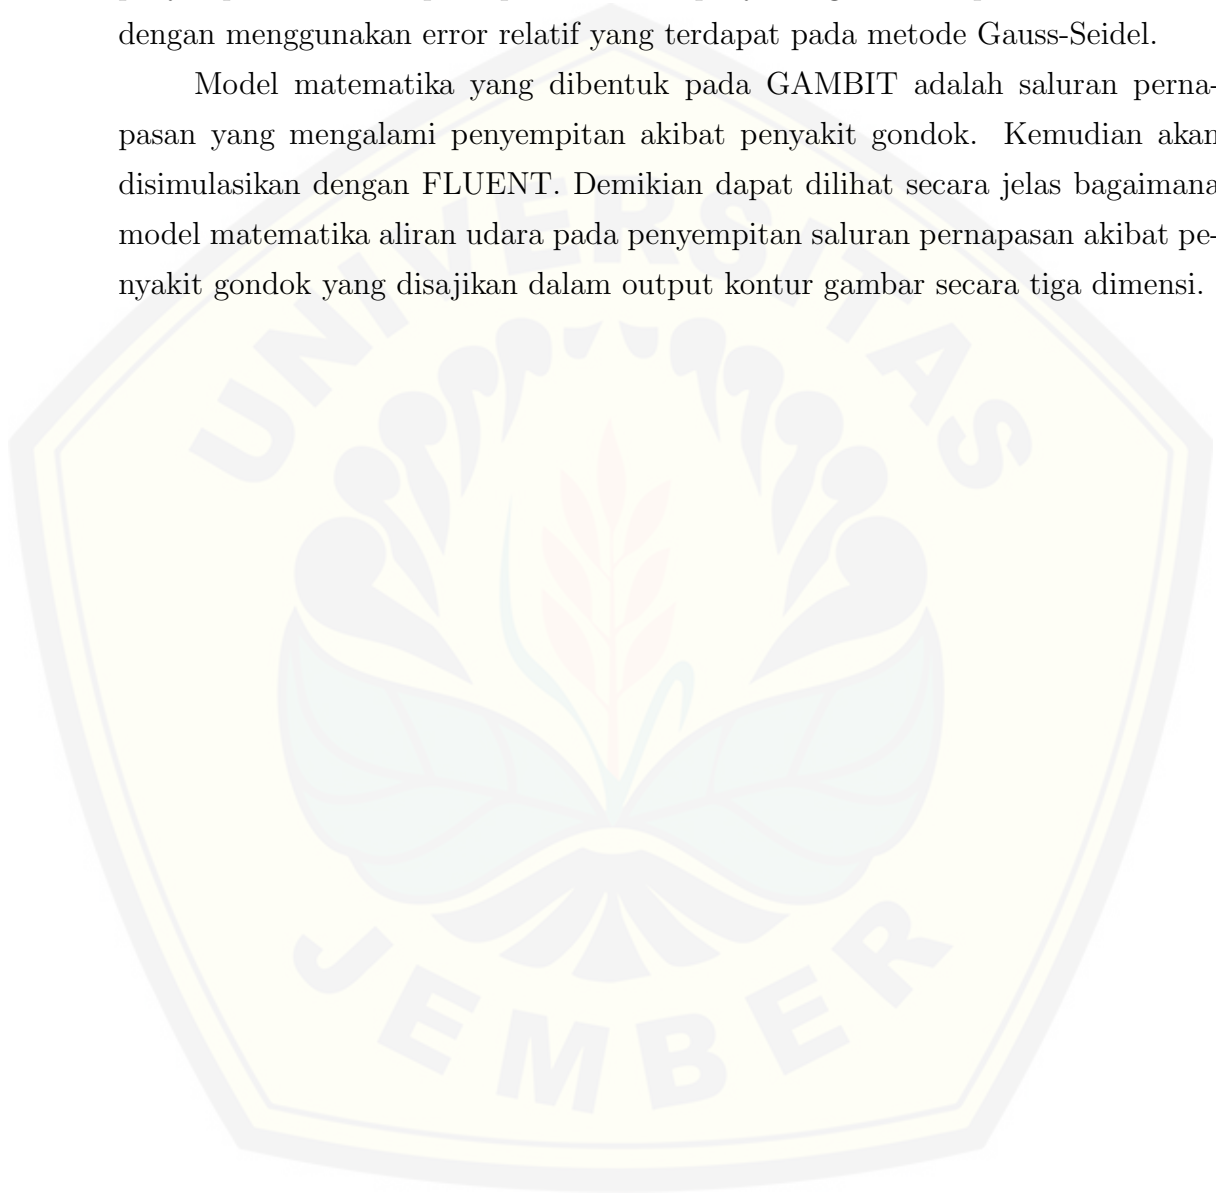 dengan menggunakan error relatif yang terdapat pada metode Gauss-Seidel.
Model matematika yang dibentuk pada GAMBIT adalah saluran perna-
pasan yang mengalami penyempitan akibat penyakit gondok. Kemudian akan
disimulasikan dengan FLUENT. Demikian dapat dilihat secara jelas bagaimana
model matematika aliran udara pada penyempitan saluran pernapasan akibat pe-
nyakit gondok yang disajikan dalam output kontur gambar secara tiga dimensi.
UNIVERSITAS
JEMBER